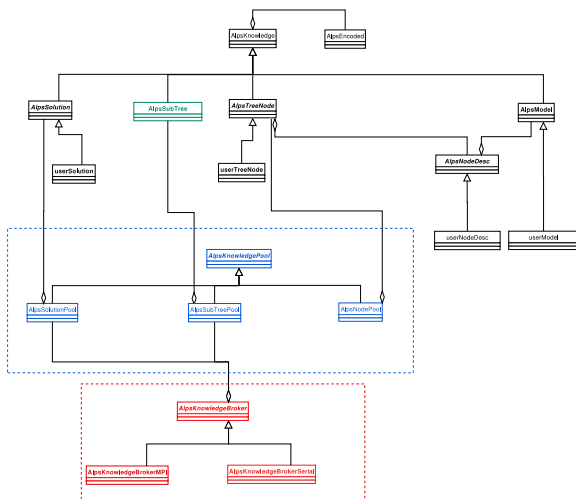 AlpsKnowledge
AlpsEncoded
AlpsSolution
AlpsSubTree
AlpsTreeNode
AlpsModel
userSolution
userTreeNode
AlpsNodeDesc
userNodeDesc
userModel
AlpsKnowledgePool
AlpsSolutionPool
AlpsSubTreePool
AlpsNodePool
AlpsKnowledgeBroker
AlpsKnowledgeBrokerMPI
AlpsKnowledgeBrokerSerial